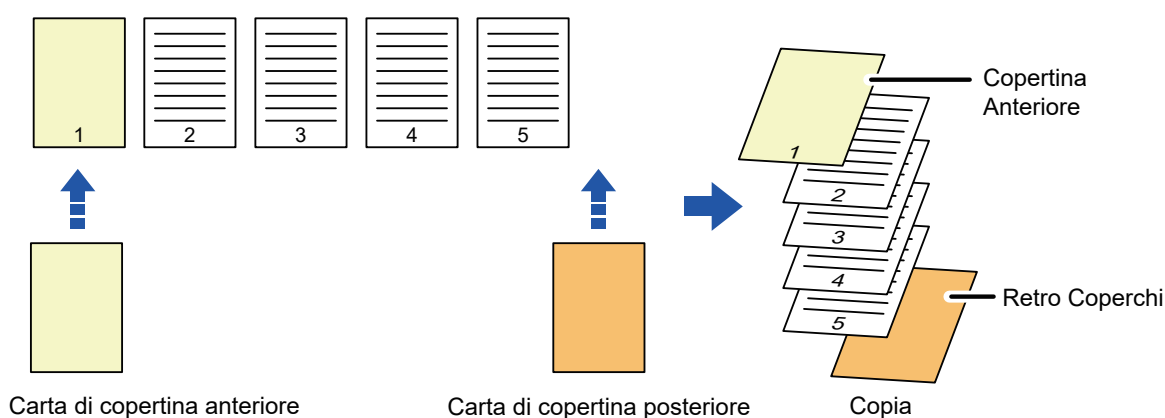 1
2
3
4
5
Carta di copertina anteriore
Carta di copertina posteriore
Copertina
Anteriore
1
2
3
4
5
Retro Coperchi
Copia